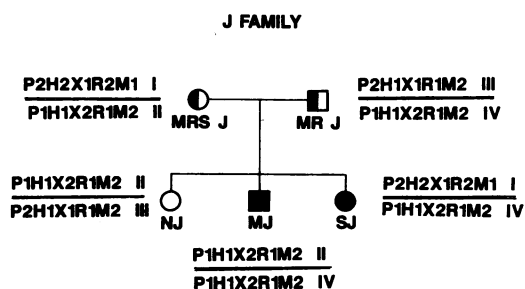 J FAMILY
P2H2X1R2M1 I
P1H1X2R1M2 II
MRS J
MR J
P2H1X1R1M2 III
P1H1X2R1M2 IV
P1H1X2R1M2 II
P2H1X1R1M2 III
NJ
MJ
SJ
P2H2X1R2M1 I
P1H1X2R1M2 IV
P1H1X2R1M2 II
P1H1X2R1M2 IV